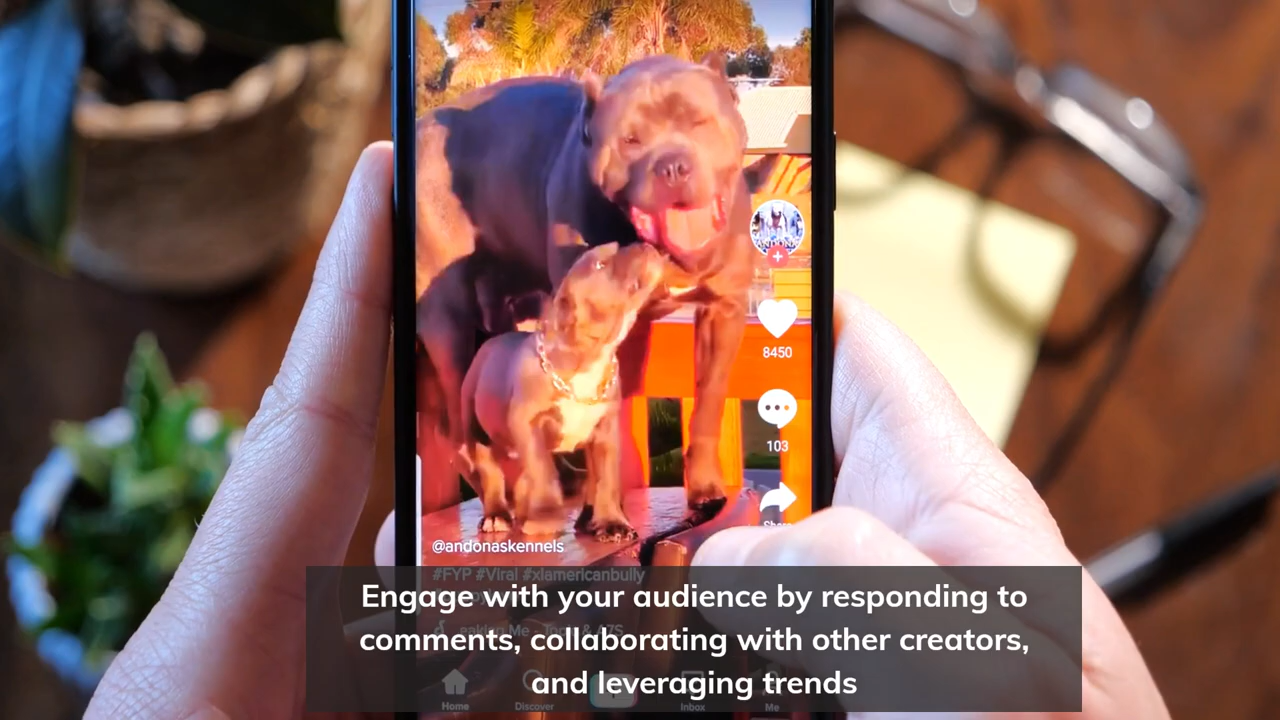 8450
103
Share
@andonaskennels
#FYP #Viral #xlamericanbully
Engage with your audience by responding to
comments, collaborating with other creators,
and leveraging trends
Home
Discover
Inbox
Me